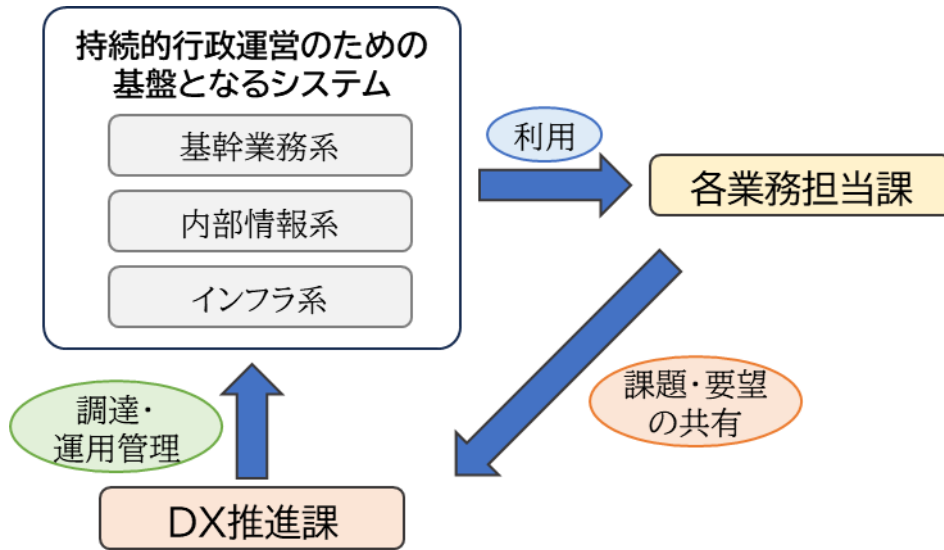 持続的行政運営のための
基盤となるシステム
基幹業務系
内部情報系
インフラ系
利用
各業務担当課
課題・要望
の共有
調達・
運用管理
DX推進課